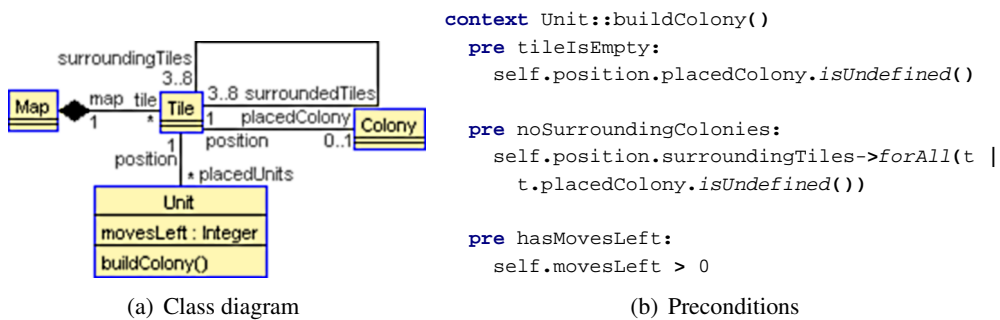 surroundingTiles
3..8
3..8 surroundedTiles
Map
map
tile
Tile
1
*
1
placedColony
Colony
position
0..1
1
position
* placedUnits
Unit
movesLeft : Integer
buildColony()
(a) Class diagram
context Unit::buildColony()
pre tileIsEmpty:
self.position.placedColony.isUndefined()
pre noSurroundingColonies:
self.position.surroundingTiles->forAll(t |
t.placedColony.isUndefined())
pre hasMovesLeft:
self.movesLeft > 0
(b) Preconditions